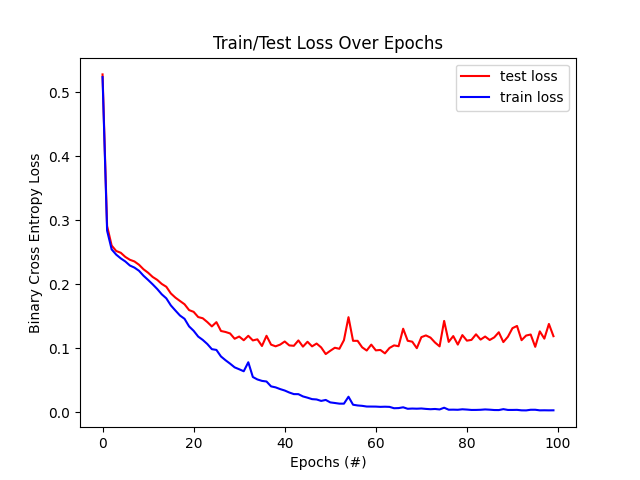 Train/Test Loss Over Epochs
test loss
train loss
Binary Cross Entropy Loss
0.5
0.4
0.3
0.2
0.1
0.0
0 20 40 60 80 100
Epochs (#)